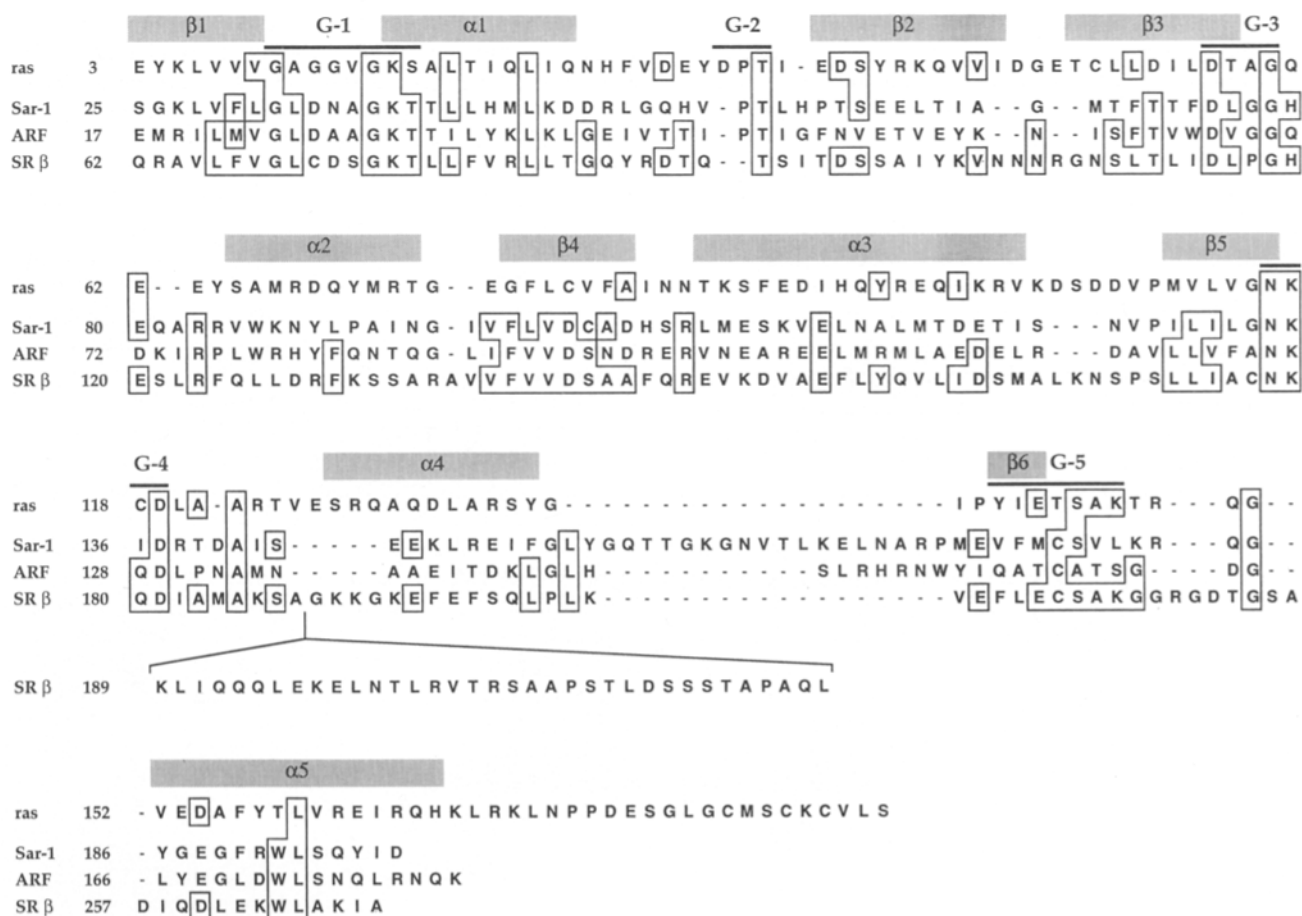 β1 G-1 α1 G-2 β2 β3 G-3
ras 3 E Y K L V V V G A G G V G K S A L T I Q L I Q N H F V D E Y D P T I - E D S Y R K Q V V I D G E T C L L D I L D T A G Q
Sar-1 25 S G K L V F L G L D N A G K T T L L H M L K D D R L G Q H V - P T L H P T S E E L T I A - G - M T F T T F D L G G H
ARF 17 E M R I L M V G L D A A G K T T I L Y K L K L G E I V T T I - P T I G F N V E T V E Y K - N - - I S F T V W D V G G Q
SR β 62 Q R A V L F V G L C D S G K T L L F V R L L T G Q Y R D T Q - - T S I T D S S A I Y K V N N N R G N S L T L I D L P G H
α2 β4 α3 β5
ras 62 E - - E Y S A M R D Q Y M R T G - - E G F L C V F A I N N T K S F E D I H Q Y R E Q I K R V K D S D D V P M V L V G N K
Sar-1 80 E Q A R R V W K N Y L P A I N G - I V F L V D C A D H S R L M E S K V E L N A L M T D E T I S - - - N V P I L I L G N K
ARF 72 D K I R P L W R H Y F Q N T Q G - L I F V V D S N D R E R V N E A R E E L M R M L A E D E L R - - - D A V L L V F A N K
SR β 120 E S L R F Q L L D R F K S S A R A V V F V V D S A A F Q R E V K D V A E F L Y Q V L I D S M A L K N S P S L L I A C N K
G-4 α4 β6 G-5
ras 118 C D L A - A R T V E S R Q A Q D L A R S Y G - - - - - - - - - - - - - - - - - - - - I P Y I E T S A K T R - - - Q G - -
Sar-1 136 I D R T D A I S - - - - - E E K L R E I F G L Y G Q T T G K G N V T L K E L N A R P M E V F M C S V L K R - - - Q G - -
ARF 128 Q D L P N A M N - - - - - A A E I T D K L G L H - - - - - - - - - - - S L R H R N W Y I Q A T C A T S G - - - - D G - -
SR β 180 Q D I A M A K S A G K K G K E F E F S Q L P L K - - - - - - - - - - - - - - - - - - V E F L E C S A K G G R G D T G S A
SR β 189 K L I Q Q Q L E K E L N T L R V T R S A A P S T L D S S S T A P A Q L
α5
ras 152 - V E D A F Y T L V R E I R Q H K L R K L N P P D E S G L G C M S C K C V L S
Sar-1 186 - Y G E G F R W L S Q Y I D
ARF 166 - L Y E G L D W L S N Q L R N Q K
SR β 257 D I Q D L E K W L A K I A